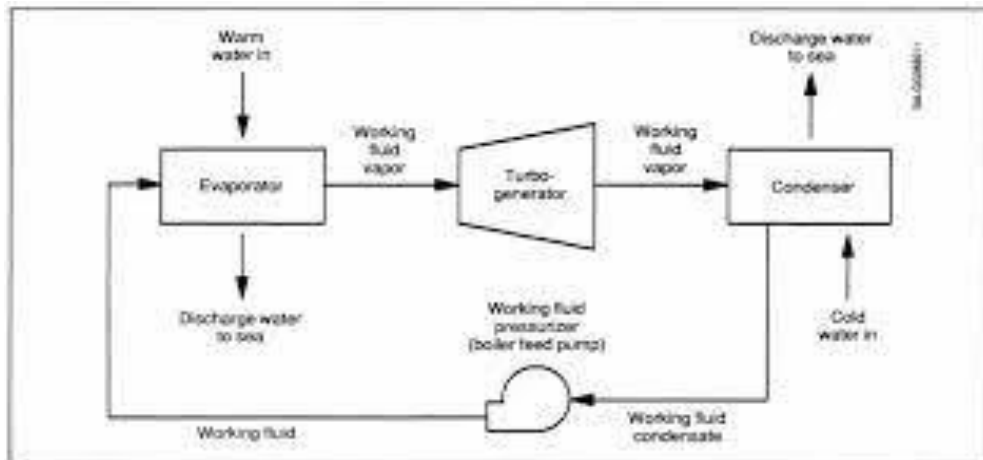 Warm
water in
Discharge water
to sea
Working
fluid
vapor
Working
fluid
vapor
Evaporator
Turbo-
generator
Condenser
Discharge water
to sea
Working fluid
pressurizer
(boiler feed pump)
Cold
water in
Working fluid
Working fluid
condensate